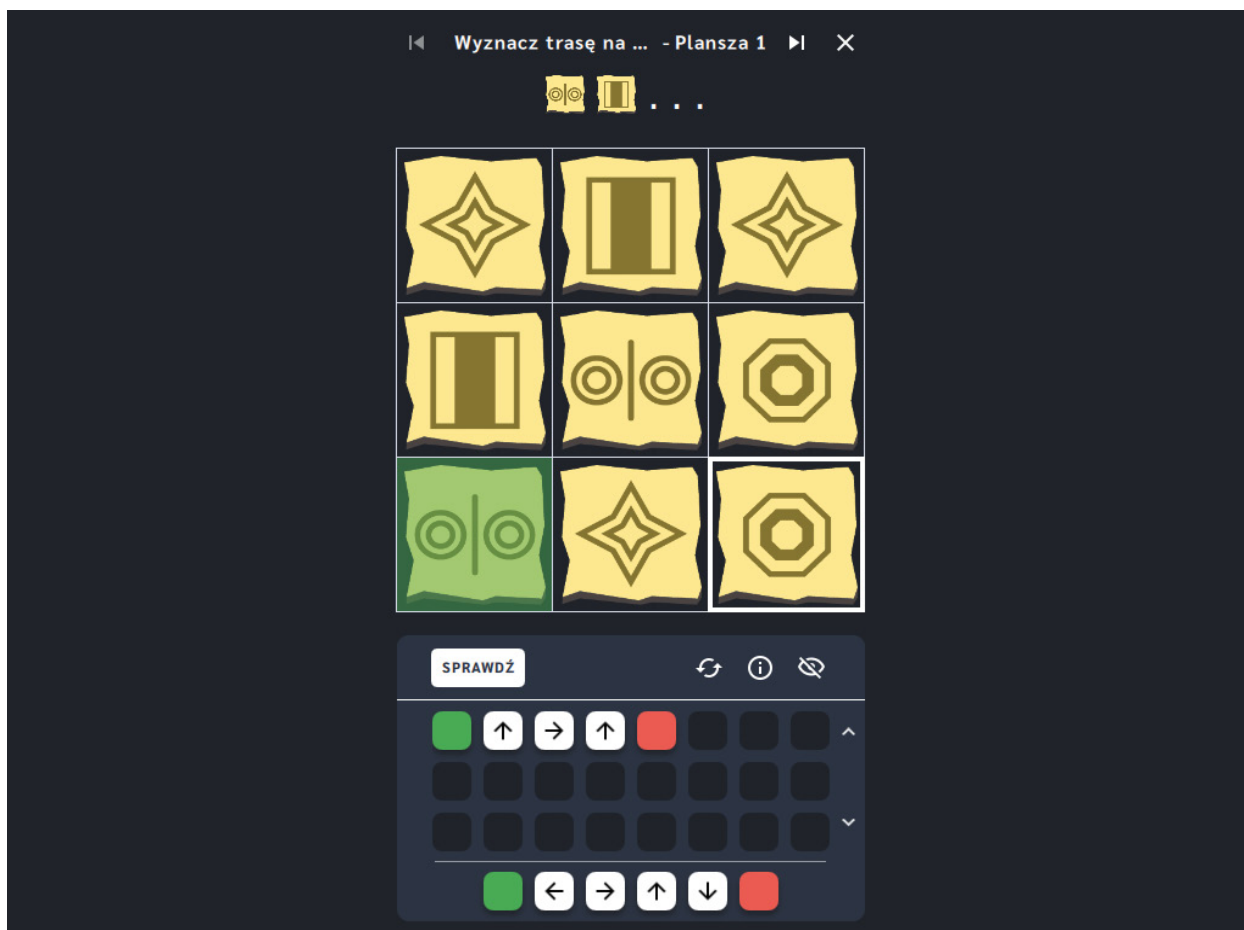 Wyznacz trasę na ... - Plansza 1
. . .
SPRAWDŹ